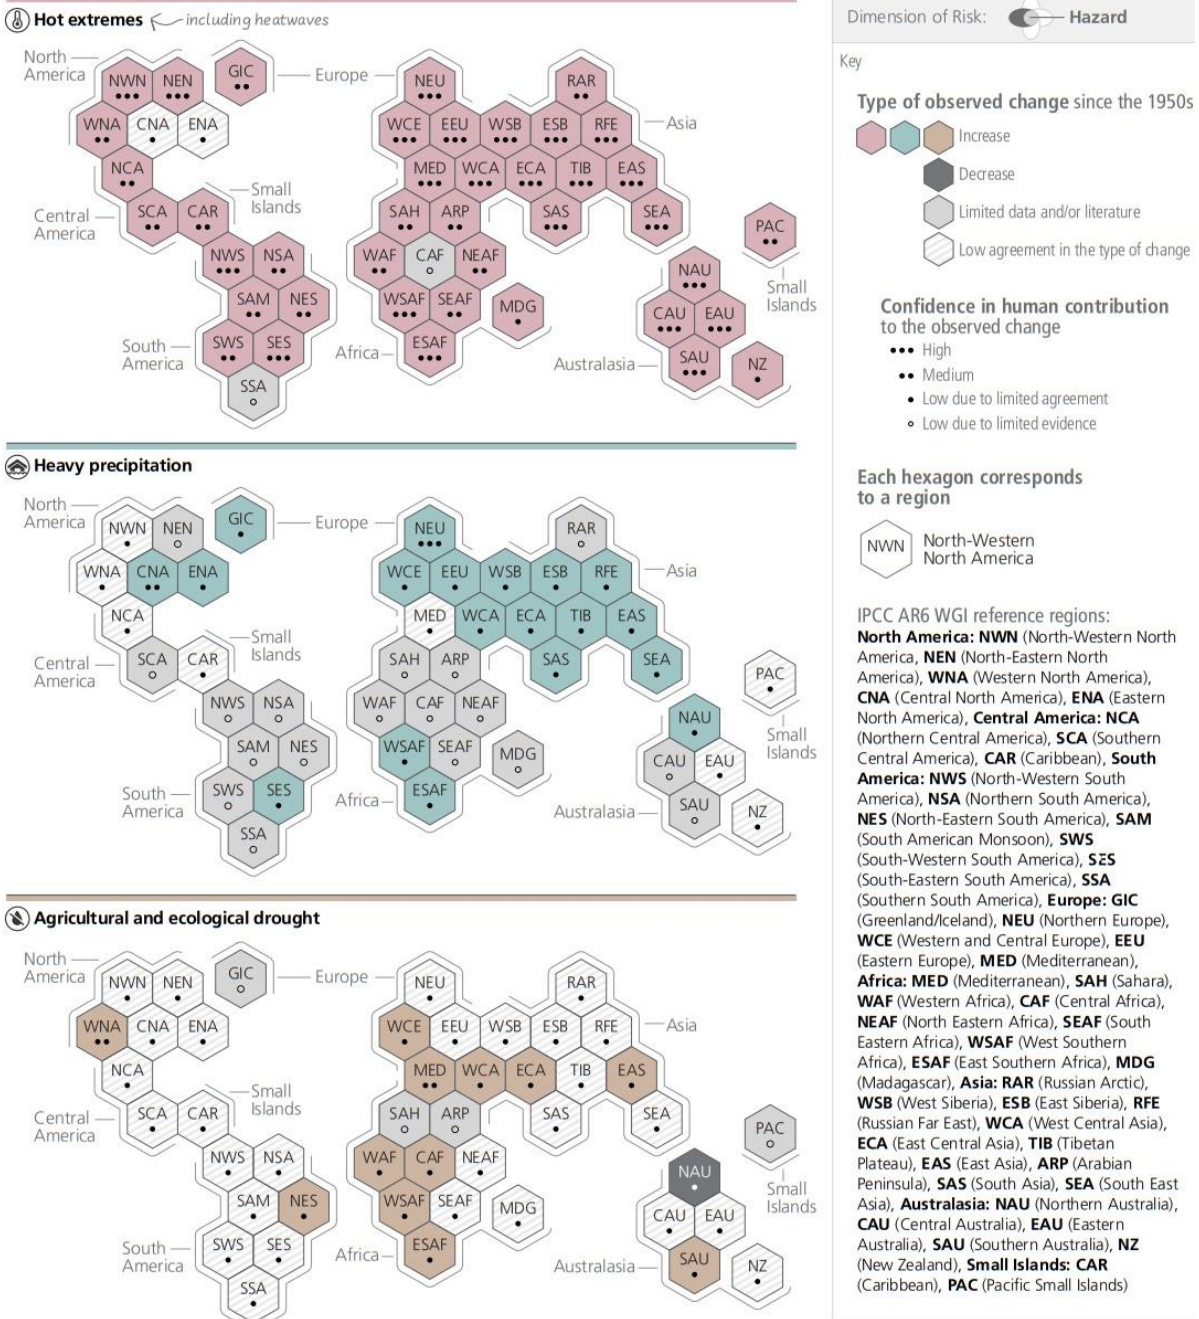 Hot extremes including heatwaves
North
America
NWN NEN GIC
Europe
NEU RAR
WNA CNA ENA
WCE EEU WSB ESB RFE
Asia
NCA
MED WCA ECA TIB EAS
Small
Islands
Central
America
SCA CAR
SAH ARP SAS SEA
PAC
NWS NSA
WAF CAF NEAF
NAU
Small
Islands
SAM NES
WSAF SEAF MDG
CAU EAU
South
America
SWS SES
Africa
ESAF
Australasia
SAU NZ
SSA
Heavy precipitation
North
America
NWN NEN GIC
Europe
NEU RAR
WNA CNA ENA
WCE EEU WSB ESB RFE
Asia
NCA
MED WCA ECA TIB EAS
Small
Islands
Central
America
SCA CAR
SAH ARP SAS SEA
PAC
NWS NSA
WAF CAF NEAF
NAU
Small
Islands
SAM NES
WSAF SEAF MDG
CAU EAU
South
America
SWS SES
Africa
ESAF
Australasia
SAU NZ
SSA
Agricultural and ecological drought
North
America
NWN NEN GIC
Europe
NEU RAR
WNA CNA ENA
WCE EEU WSB ESB RFE
Asia
NCA
MED WCA ECA TIB EAS
Small
Islands
Central
America
SCA CAR
SAH ARP SAS SEA
PAC
NWS NSA
WAF CAF NEAF
NAU
Small
Islands
SAM NES
WSAF SEAF MDG
CAU EAU
South
America
SWS SES
Africa
ESAF
Australasia
SAU NZ
SSA
Dimension of Risk: Hazard
Key
Type of observed change since the 1950s
Increase
Decrease
Limited data and/or literature
Low agreement in the type of change
Confidence in human contribution
to the observed change
••• High
•• Medium
• Low due to limited agreement
○ Low due to limited evidence
Each hexagon corresponds
to a region
NWN
North-Western
North America
IPCC AR6 WGI reference regions:
North America: NWN (North-Western North
America, NEN (North-Eastern North
America), WNA (Western North America),
CNA (Central North America), ENA (Eastern
North America), Central America: NCA
(Northern Central America), SCA (Southern
Central America), CAR (Caribbean), South
America: NWS (North-Western South
America), NSA (Northern South America),
NES (North-Eastern South America), SAM
(South American Monsoon), SWS
(South-Western South America), SES
(South-Eastern South America), SSA
(Southern South America), Europe: GIC
(Greenland/Iceland), NEU (Northern Europe),
WCE (Western and Central Europe), EEU
(Eastern Europe), MED (Mediterranean),
Africa: MED (Mediterranean), SAH (Sahara),
WAF (Western Africa), CAF (Central Africa),
NEAF (North Eastern Africa), SEAF (South
Eastern Africa), WSAF (West Southern
Africa), ESAF (East Southern Africa), MDG
(Madagascar), Asia: RAR (Russian Arctic),
WSB (West Siberia), ESB (East Siberia), RFE
(Russian Far East), WCA (West Central Asia),
ECA (East Central Asia), TIB (Tibetan
Plateau), EAS (East Asia), ARP (Arabian
Peninsula), SAS (South Asia), SEA (South East
Asia), Australasia: NAU (Northern Australia),
CAU (Central Australia), EAU (Eastern
Australia), SAU (Southern Australia), NZ
(New Zealand), Small Islands: CAR
(Caribbean), PAC (Pacific Small Islands)